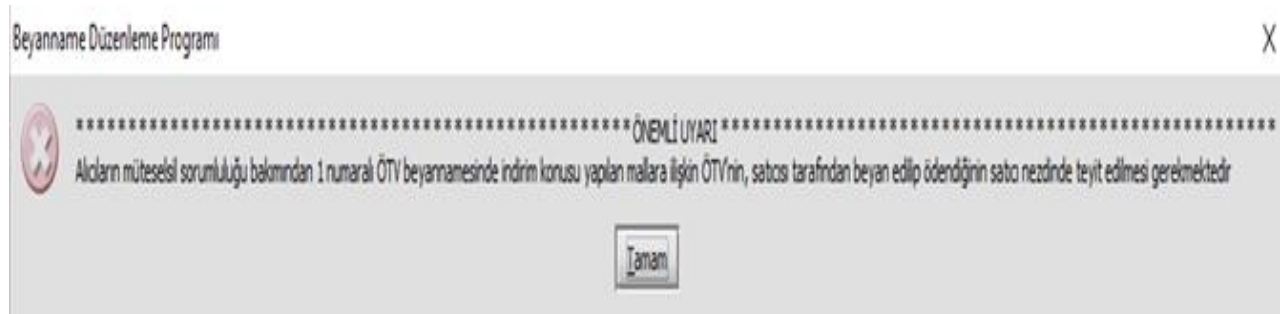 Beyanname Düzenleme Programı X
******************************************************ÖNEMLİ UYARI******************************************************
Alıcıların müteselsil sorumluluğu bakımından 1 numaralı ÖTV beyannamesinde indirim konusu yapılan mallara ilişkin ÖTV'nin, satıcısı tarafından beyan edilip ödendiğinin satıcı nezdinde teyit edilmesi gerekmektedir
Tamam